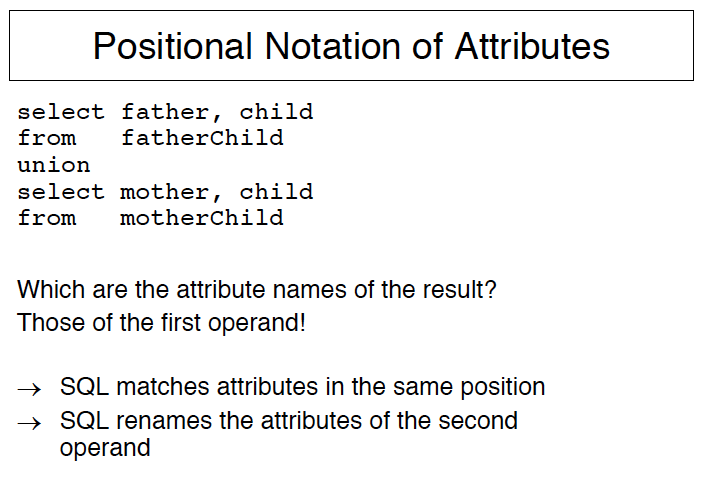 Positional Notation of Attributes
select father, child
from   fatherChild
union
select mother, child
from   motherChild
Which are the attribute names of the result?
Those of the first operand!
→ SQL matches attributes in the same position
→ SQL renames the attributes of the second
operand